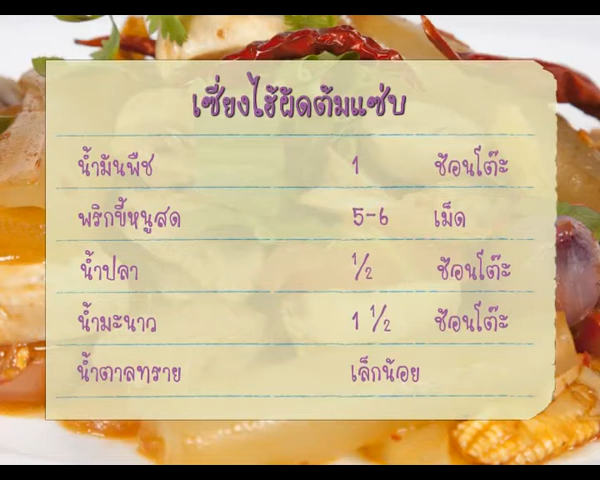 เซี่ยงไฮ้ผัดต้มแซ่บ
น้ำมันพืช 1 ช้อนโต๊ะ
พริกขี้หนูสด 5-6 เม็ด
น้ำปลา ½ ช้อนโต๊ะ
น้ำมะนาว 1 ½ ช้อนโต๊ะ
น้ำตาลทราย เล็กน้อย